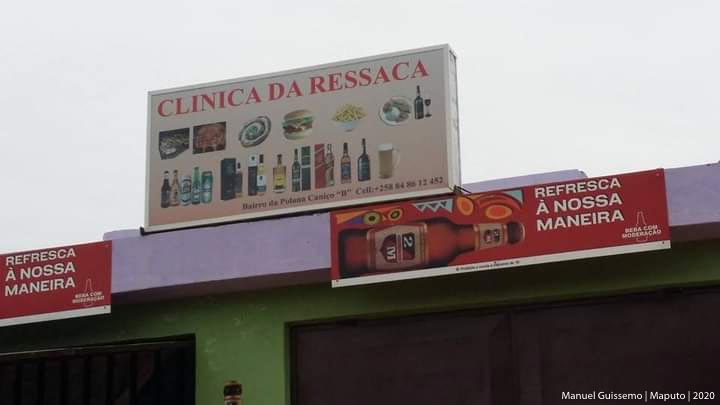 CLINICA DA RESSACA
Bairro da Polana Caniço "B" Cell:+258 84 86 12 452
REFRESCA
À NOSSA
MANEIRA
BEBA COM
MODERAÇÃO
2M
REFRESCA
À NOSSA
MANEIRA
BEBA COM
MODERAÇÃO
Manuel Guissemo | Maputo | 2020